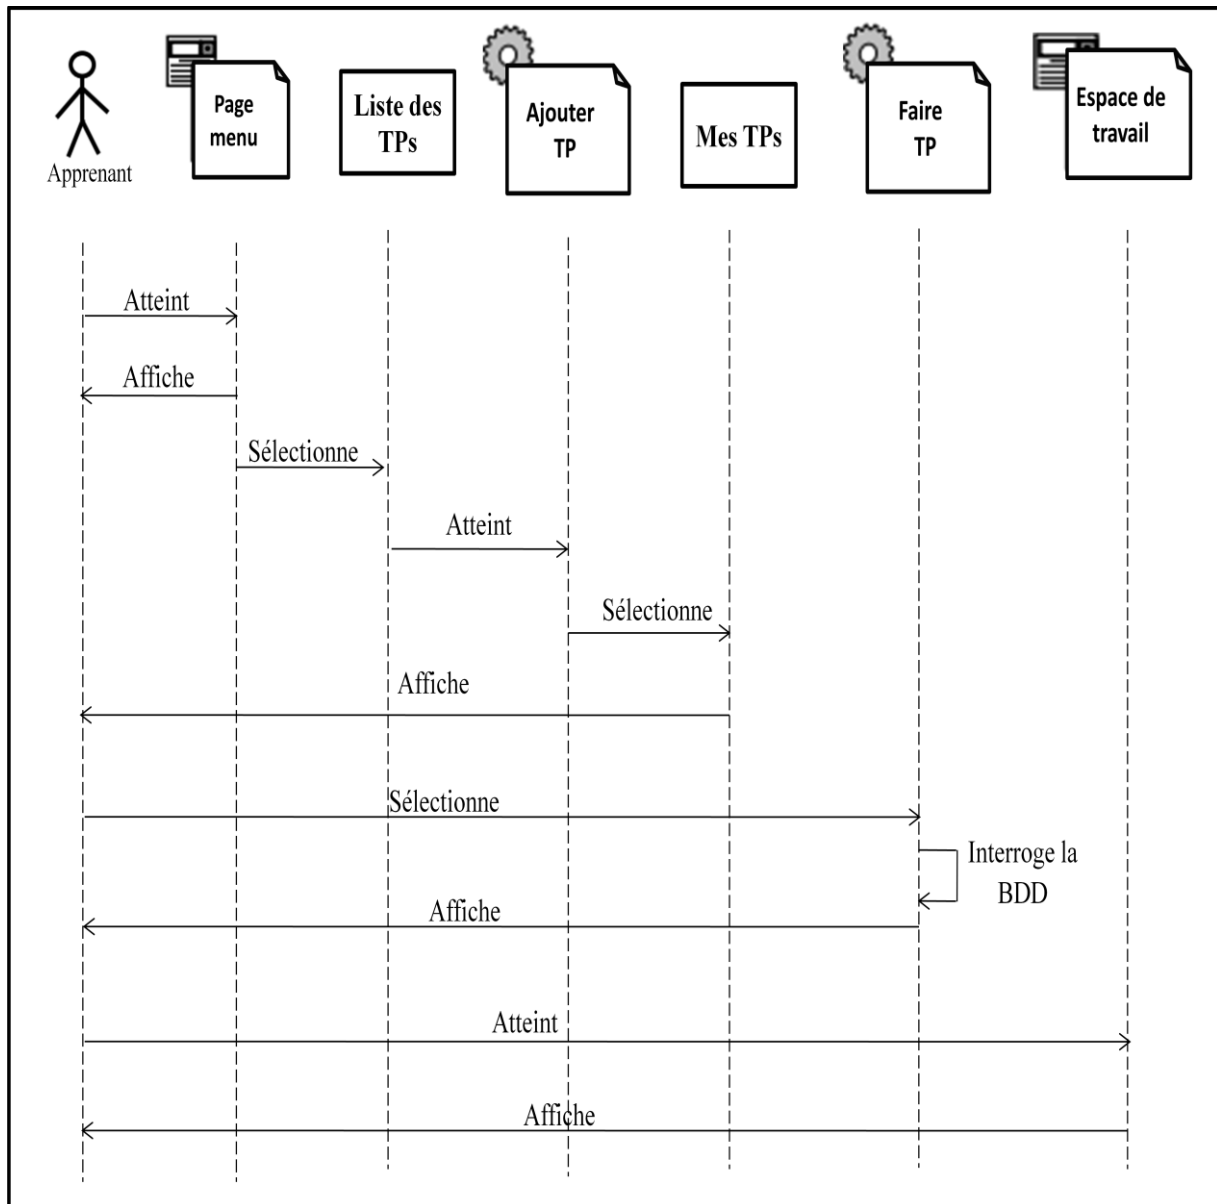 Apprenant
Page
menu
Liste des
TPs
Ajouter
TP
Mes TPs
Faire
TP
Espace de
travail
Atteint
Affiche
Sélectionne
Atteint
Sélectionne
Affiche
Sélectionne
Interroge la
BDD
Affiche
Atteint
Affiche